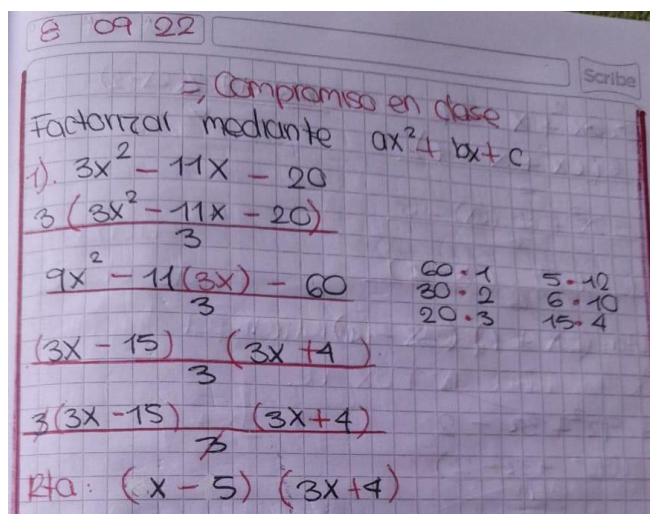 8 09 22
Scribe
=, Compromiso en clase
Factorizar mediante ax² + bx + c
1). 3x² - 11x - 20
3 (3x² - 11x - 20)
3
9x² - 11(3x) - 60
3
60 · 1 5 · 12
30 · 2 6 · 10
20 · 3 15 · 4
(3x - 15) (3x + 4)
3
3(3x - 15) (3x + 4)
3
Rta: (x - 5) (3x + 4)